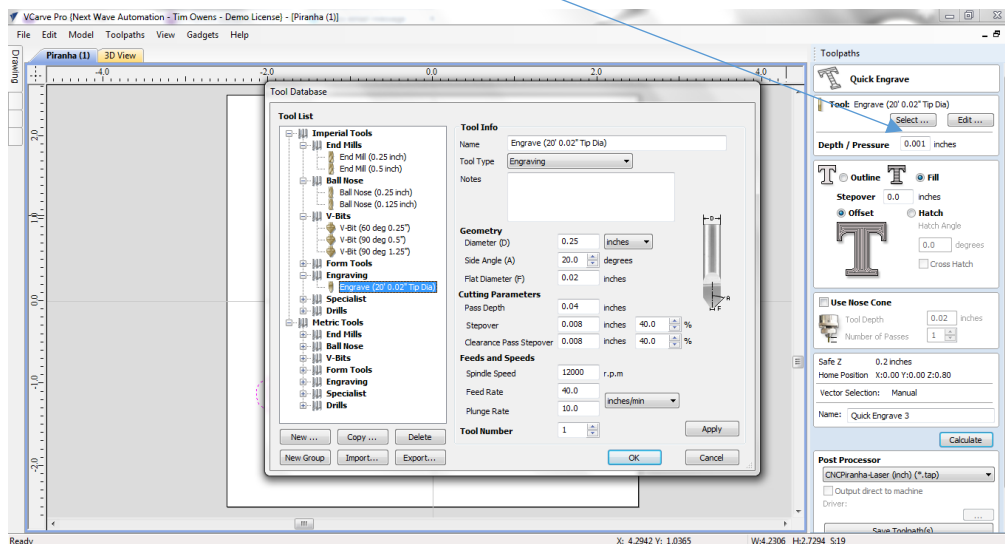 VCarve Pro (Next Wave Automation - Tim Owens - Demo License) - [Piranha (1)]
File Edit Model Toolpaths View Gadgets Help
Drawing
Piranha (1) 3D View
-4.0 -2.0 0.0 2.0 4.0
2.0
1.0
0.0
-1.0
-2.0
Tool Database
Tool List
Imperial Tools
End Mills
End Mill (0.25 inch)
End Mill (0.5 inch)
Ball Nose
Ball Nose (0.25 inch)
Ball Nose (0.125 inch)
V-Bits
V-Bit (60 deg 0.25")
V-Bit (90 deg 0.5")
V-Bit (90 deg 1.25")
Form Tools
Engraving
Engrave (20' 0.02" Tip Dia)
Specialist
Drills
Metric Tools
End Mills
Ball Nose
V-Bits
Form Tools
Engraving
Specialist
Drills
New ... Copy ... Delete
New Group Import... Export...
Tool Info
Name Engrave (20' 0.02" Tip Dia)
Tool Type Engraving
Notes
Geometry
Diameter (D) 0.25 inches
Side Angle (A) 20.0 degrees
Flat Diameter (F) 0.02 inches
D
A
F
Cutting Parameters
Pass Depth 0.04 inches
Stepover 0.008 inches 40.0 %
Clearance Pass Stepover 0.008 inches 40.0 %
Feeds and Speeds
Spindle Speed 12000 r.p.m
Feed Rate 40.0
inches/min
Plunge Rate 10.0
Tool Number 1 Apply
OK Cancel
Toolpaths
Quick Engrave
Tool: Engrave (20' 0.02" Tip Dia)
Select ... Edit ...
Depth / Pressure 0.001 inches
Outline Fill
Stepover 0.0 inches
Offset Hatch
Hatch Angle
0.0 degrees
Cross Hatch
Use Nose Cone
Tool Depth 0.02 inches
Number of Passes 1
Safe Z 0.2 inches
Home Position X:0.00 Y:0.00 Z:0.80
Vector Selection: Manual
Name: Quick Engrave 3
Calculate
Post Processor
CNCPiranha-Laser (inch) (*.tap)
Output direct to machine
Driver:
...
Save Toolpath(s)
Ready X: 4.2942 Y: 1.0365 W:4.2306 H:2.7294 S:19